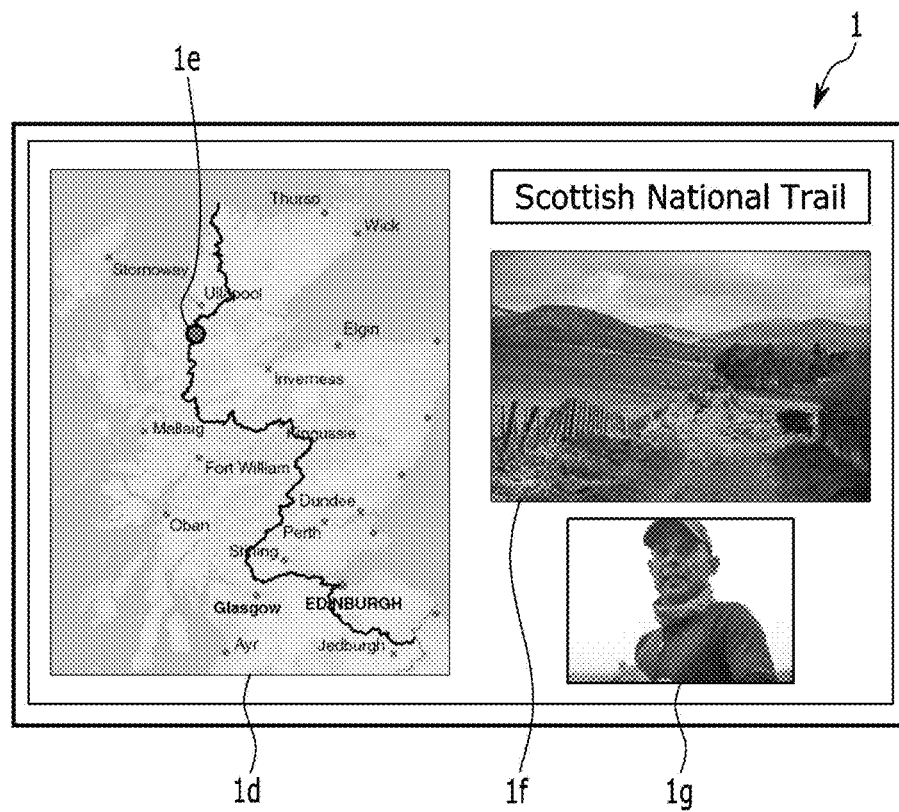 1
1e
Scottish National Trail
Thurso
Wick
Stornoway
Ullapool
Elgin
Inverness
Mallaig
Kingussie
Fort William
Dundee
Oban
Perth
Stirling
Glasgow
EDINBURGH
Ayr
Jedburgh
1d
1f
1g